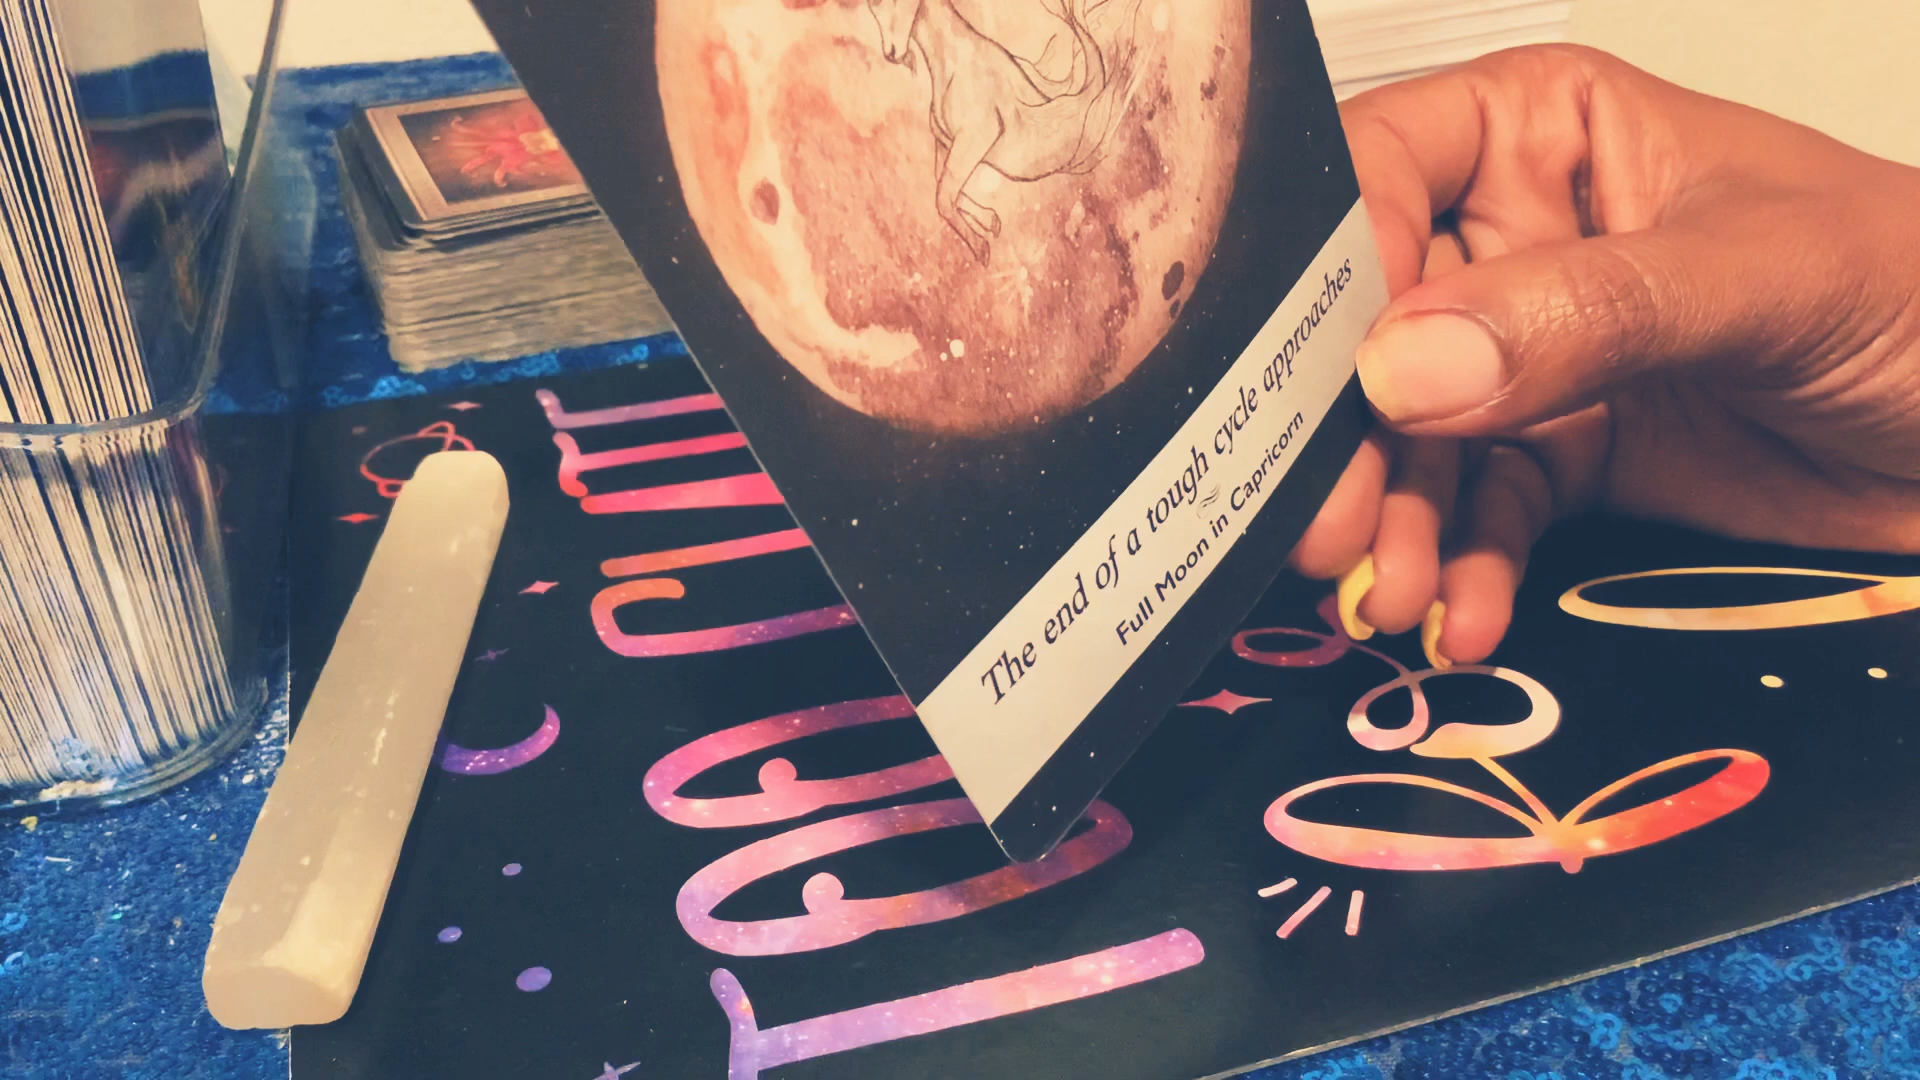 The end of a tough cycle approaches
Full Moon in Capricorn